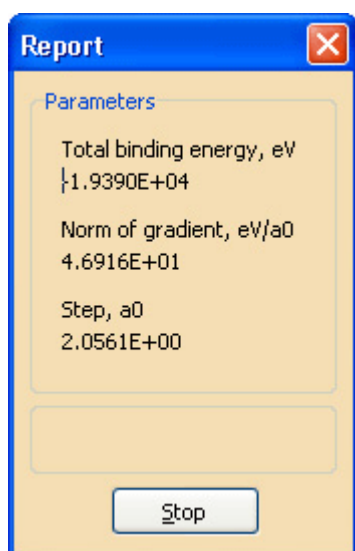 Report
Parameters
Total binding energy, eV
-1.9390E+04
Norm of gradient, eV/a0
4.6916E+01
Step, a0
2.0561E+00
Stop